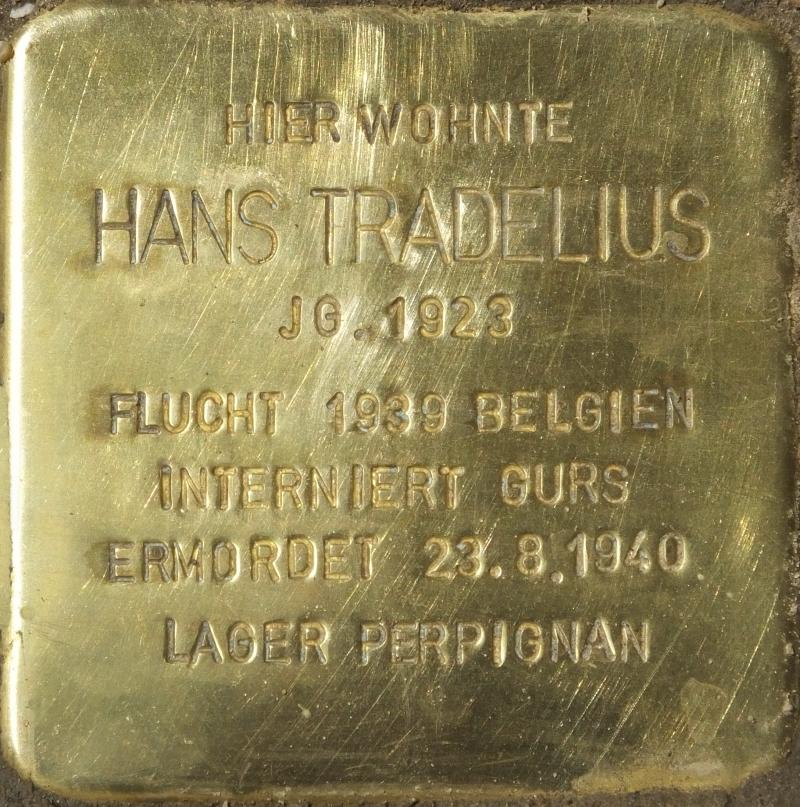 HIER WOHNTE
HANS TRADELIUS
JG. 1923
FLUCHT 1939 BELGIEN
INTERNIERT GURS
ERMORDET 23.8.1940
LAGER PERPIGNAN